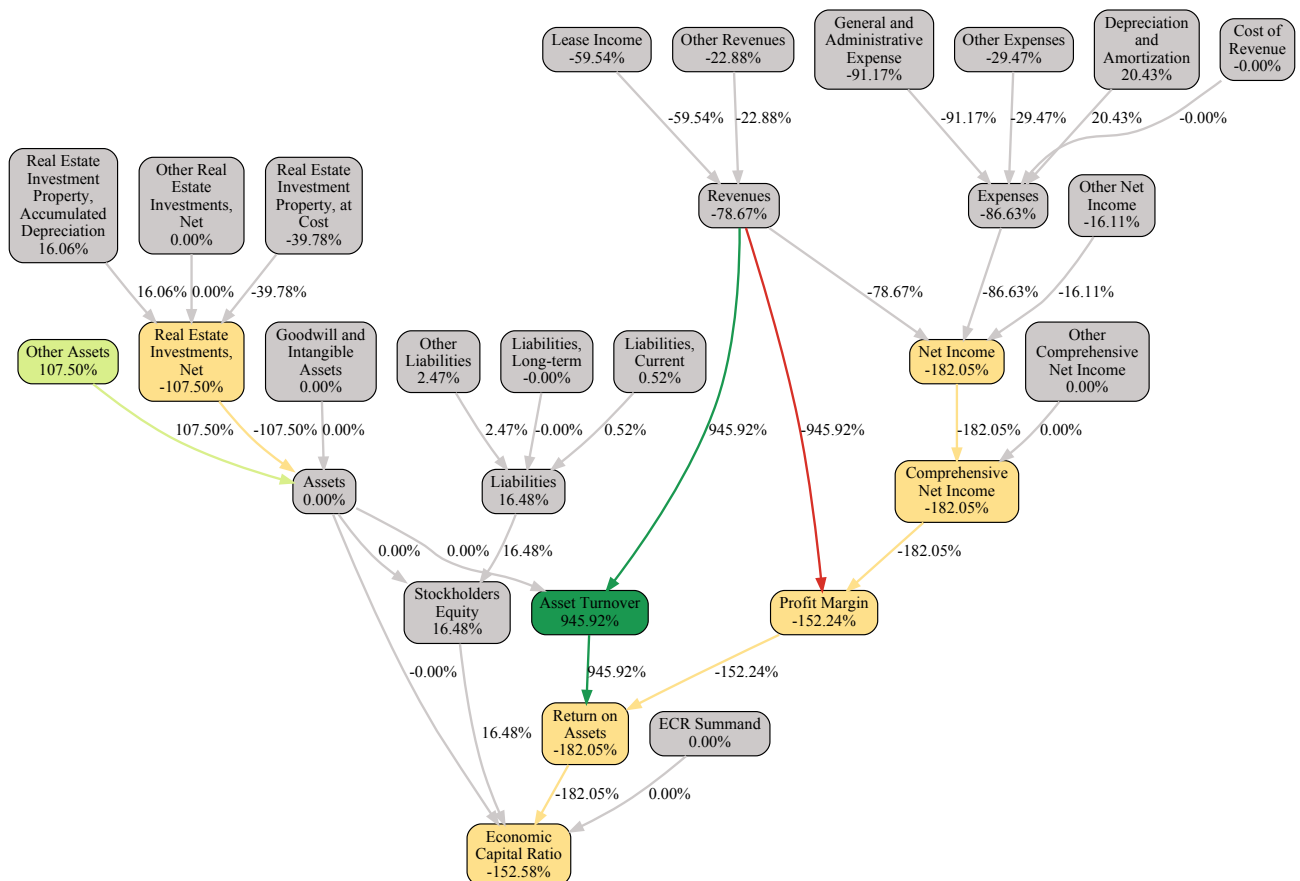 Lease Income
-59.54%
Other Revenues
-22.88%
General and
Administrative
Expense
-91.17%
Other Expenses
-29.47%
Depreciation
and
Amortization
20.43%
Cost of
Revenue
-0.00%
-59.54%
-22.88%
-91.17%
-29.47%
20.43%
-0.00%
Real Estate
Investment
Property,
Accumulated
Depreciation
16.06%
Other Real
Estate
Investments,
Net
0.00%
Real Estate
Investment
Property, at
Cost
-39.78%
Revenues
-78.67%
Expenses
-86.63%
Other Net
Income
-16.11%
16.06%
0.00%
-39.78%
-78.67%
-86.63%
-16.11%
Other Assets
107.50%
Real Estate
Investments,
Net
-107.50%
Goodwill and
Intangible
Assets
0.00%
Other
Liabilities
2.47%
Liabilities,
Long-term
-0.00%
Liabilities,
Current
0.52%
Net Income
-182.05%
Other
Comprehensive
Net Income
0.00%
107.50%
-107.50%
0.00%
2.47%
-0.00%
0.52%
945.92%
-945.92%
-182.05%
0.00%
Assets
0.00%
Liabilities
16.48%
Comprehensive
Net Income
-182.05%
0.00%
0.00%
16.48%
-182.05%
Stockholders
Equity
16.48%
Asset Turnover
945.92%
Profit Margin
-152.24%
-0.00%
945.92%
-152.24%
16.48%
Return on
Assets
-182.05%
ECR Summand
0.00%
-182.05%
0.00%
Economic
Capital Ratio
-152.58%